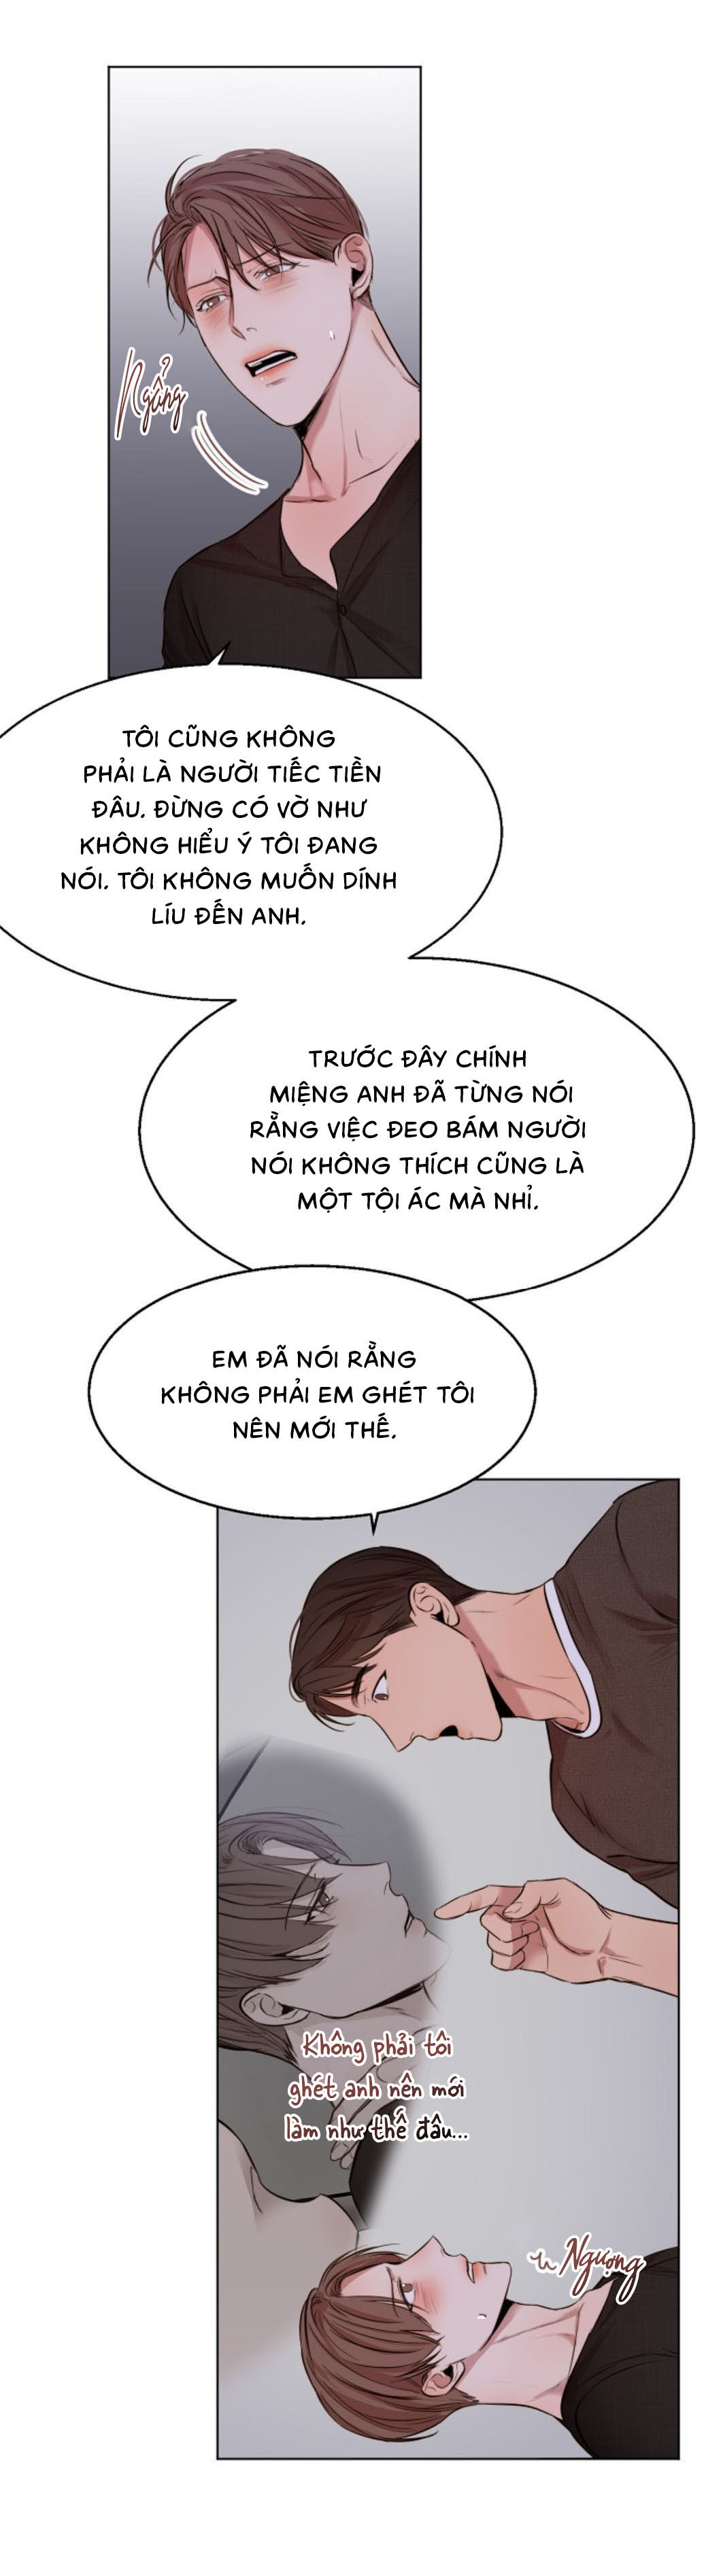 Ngẩng
TÔI CŨNG KHÔNG
PHẢI LÀ NGƯỜI TIẾC TIỀN
ĐÂU. ĐỪNG CÓ VỜ NHƯ
KHÔNG HIỂU Ý TÔI ĐANG
NÓI. TÔI KHÔNG MUỐN DÍNH
LÍU ĐẾN ANH.
TRƯỚC ĐÂY CHÍNH
MIỆNG ANH ĐÃ TỪNG NÓI
RẰNG VIỆC ĐEO BÁM NGƯỜI
NÓI KHÔNG THÍCH CŨNG LÀ
MỘT TỘI ÁC MÀ NHỈ.
EM ĐÃ NÓI RẰNG
KHÔNG PHẢI EM GHÉT TÔI
NÊN MỚI THẾ.
Không phải tôi
ghét anh nên mới
làm như thế đâu...
Ngượng